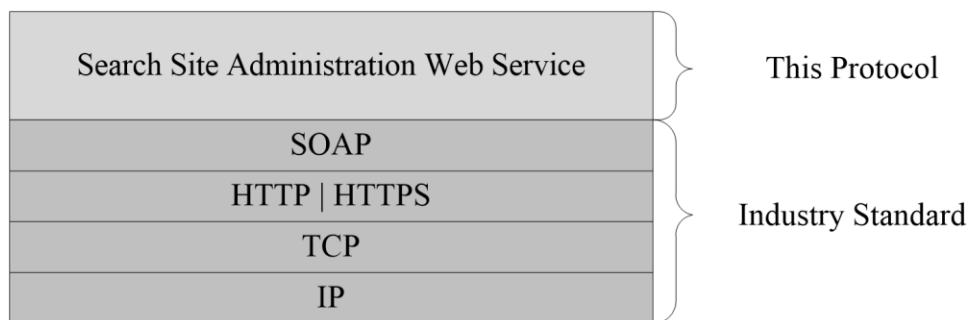 Search Site Administration Web Service
This Protocol
SOAP
HTTP | HTTPS
TCP
Industry Standard
IP